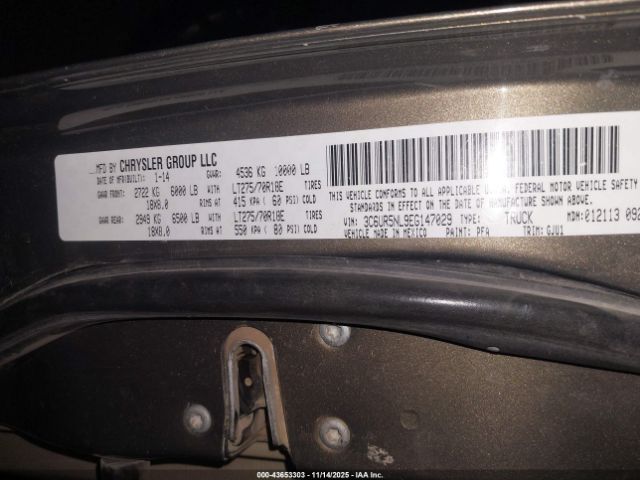 MFD BY CHRYSLER GROUP LLC
DATE OF MFG(BUILT): 1-14 GVWR: 4536 KG 10000 LB
GAWR FRONT: 2722 KG 6000 LB WITH LT275/70R18E TIRES
18X8.0 RIMS AT 415 KPA ( 60 PSI) COLD
GAWR REAR: 2948 KG 6500 LB WITH LT275/70R18E TIRES
18X8.0 RIMS AT 550 KPA ( 80 PSI) COLD
THIS VEHICLE CONFORMS TO ALL APPLICABLE U.S.A. FEDERAL MOTOR VEHICLE SAFETY
STANDARDS IN EFFECT ON THE DATE OF MANUFACTURE SHOWN ABOVE.
VIN: 3C6UR5NL9EG147029 TYPE: TRUCK MDH: 012113 092
VEHICLE MADE IN MEXICO PAINT: PFA TRIM: GJU1
000-43653303 - 11/14/2025 - IAA Inc.